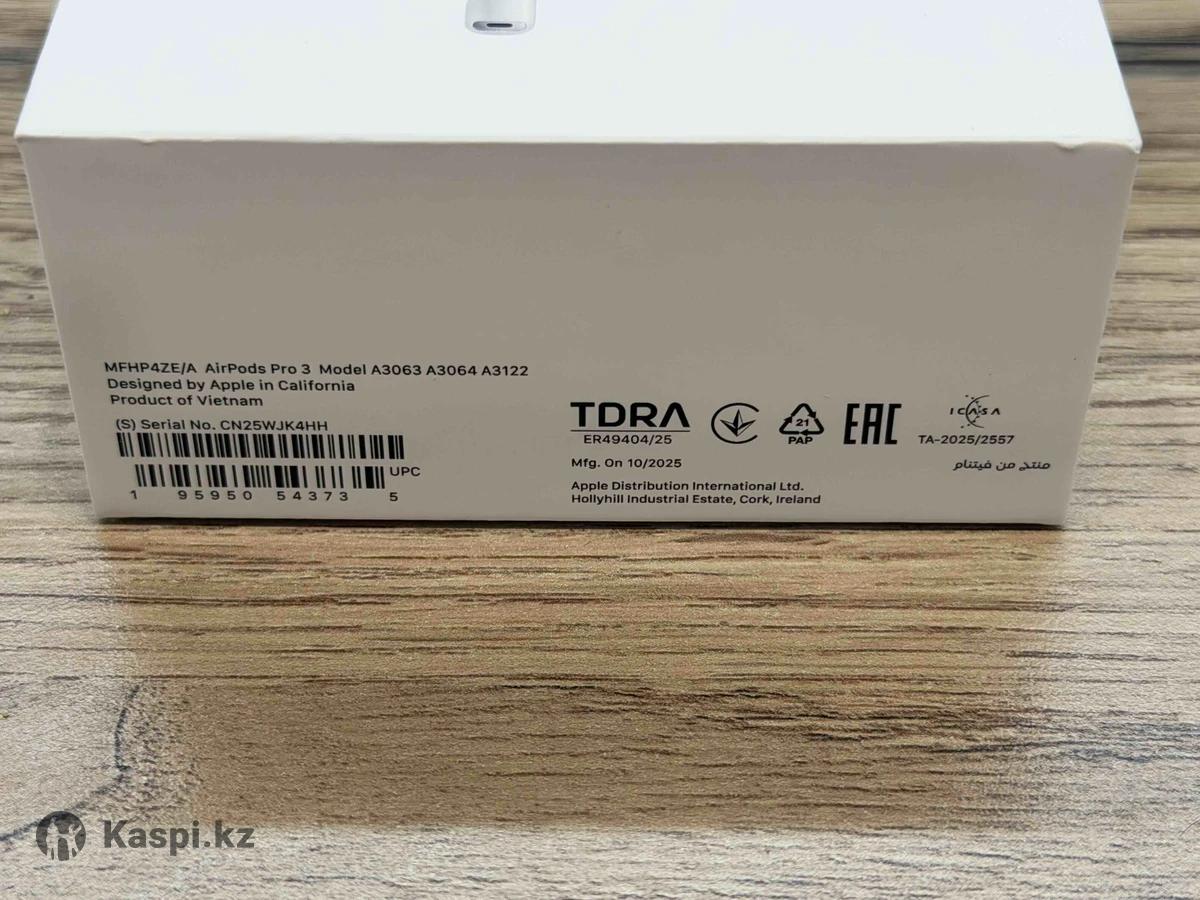 MFHP4ZE/A AirPods Pro 3 Model A3063 A3064 A3122
Designed by Apple in California
Product of Vietnam
(S) Serial No. CN25WJK4HH
UPC
1 95950 54373 5
TDRA
ER49404/25
21
PAP
EAC
ICASA
TA-2025/2557
Mfg. On 10/2025
منتج من فيتنام
Apple Distribution International Ltd.
Hollyhill Industrial Estate, Cork, Ireland
Kaspi.kz